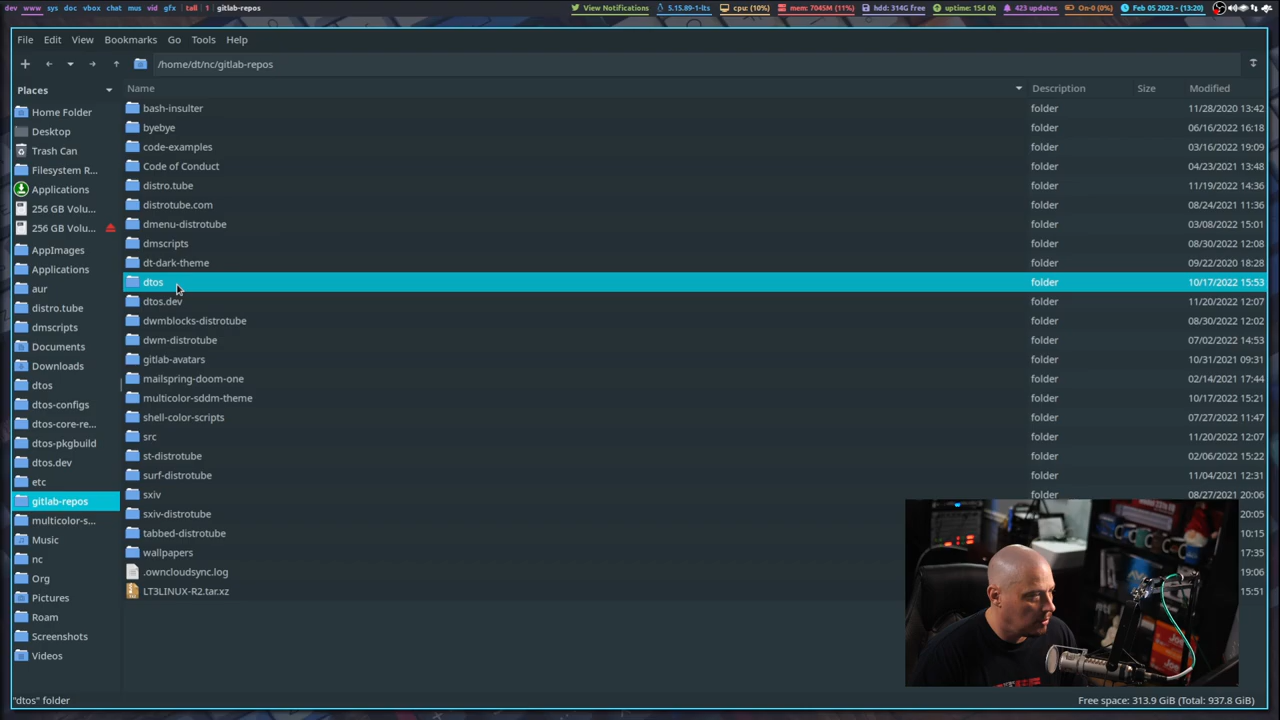 dev www sys doc vbox chat mus vid gfx | tall | 1 | gitlab-repos
View Notifications 5.15.89-1-lts cpu: (10%) mem: 7045M (11%) hdd: 314G free uptime: 15d 0h 423 updates On-0 (0%) Feb 05 2023 - (13:20)
File Edit View Bookmarks Go Tools Help
/home/dt/nc/gitlab-repos
Places
Home Folder
Desktop
Trash Can
Filesystem R...
Applications
256 GB Volu...
256 GB Volu...
AppImages
Applications
aur
distro.tube
dmscripts
Documents
Downloads
dtos
dtos-configs
dtos-core-re...
dtos-pkgbuild
dtos.dev
etc
gitlab-repos
multicolor-s...
Music
nc
Org
Pictures
Roam
Screenshots
Videos
Name Description Size Modified
bash-insulter folder 11/28/2020 13:42
byebye folder 06/16/2022 16:18
code-examples folder 03/16/2022 19:09
Code of Conduct folder 04/23/2021 13:48
distro.tube folder 11/19/2022 14:36
distrotube.com folder 08/24/2021 11:36
dmenu-distrotube folder 03/08/2022 15:01
dmscripts folder 08/30/2022 12:08
dt-dark-theme folder 09/22/2020 18:28
dtos folder 10/17/2022 15:53
dtos.dev folder 11/20/2022 12:07
dwmblocks-distrotube folder 08/30/2022 12:02
dwm-distrotube folder 07/02/2022 14:53
gitlab-avatars folder 10/31/2021 09:31
mailspring-doom-one folder 02/14/2021 17:44
multicolor-sddm-theme folder 10/17/2022 15:21
shell-color-scripts folder 07/27/2022 11:47
src folder 11/20/2022 12:07
st-distrotube folder 02/06/2022 15:22
surf-distrotube folder 11/04/2021 12:31
sxiv folder 08/27/2021 20:06
sxiv-distrotube 20:05
tabbed-distrotube 10:15
wallpapers 17:35
.owncloudsync.log 19:06
LT3LINUX-R2.tar.xz 15:51
"dtos" folder Free space: 313.9 GiB (Total: 937.8 GiB)